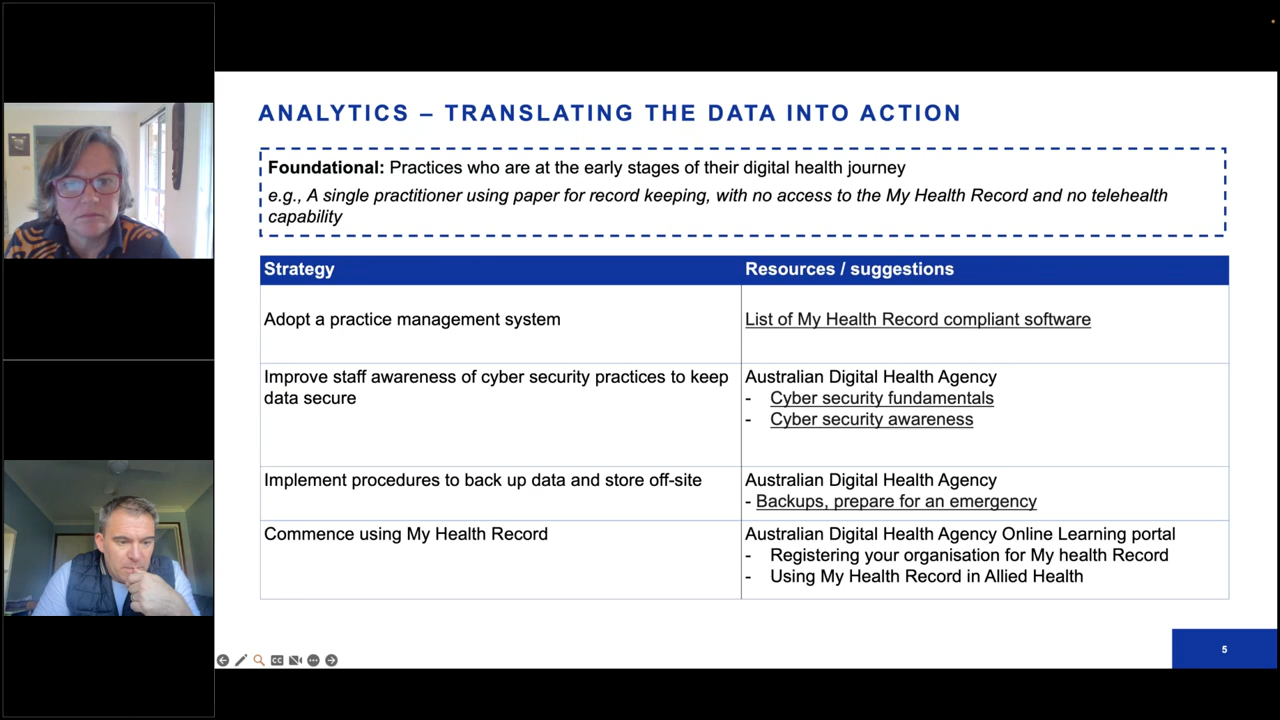 ANALYTICS – TRANSLATING THE DATA INTO ACTION
Foundational: Practices who are at the early stages of their digital health journey
e.g., A single practitioner using paper for record keeping, with no access to the My Health Record and no telehealth
capability
Strategy
Resources / suggestions
Adopt a practice management system
List of My Health Record compliant software
Improve staff awareness of cyber security practices to keep
data secure
Australian Digital Health Agency
- Cyber security fundamentals
- Cyber security awareness
Implement procedures to back up data and store off-site
Australian Digital Health Agency
- Backups, prepare for an emergency
Commence using My Health Record
Australian Digital Health Agency Online Learning portal
- Registering your organisation for My health Record
- Using My Health Record in Allied Health
CC
5